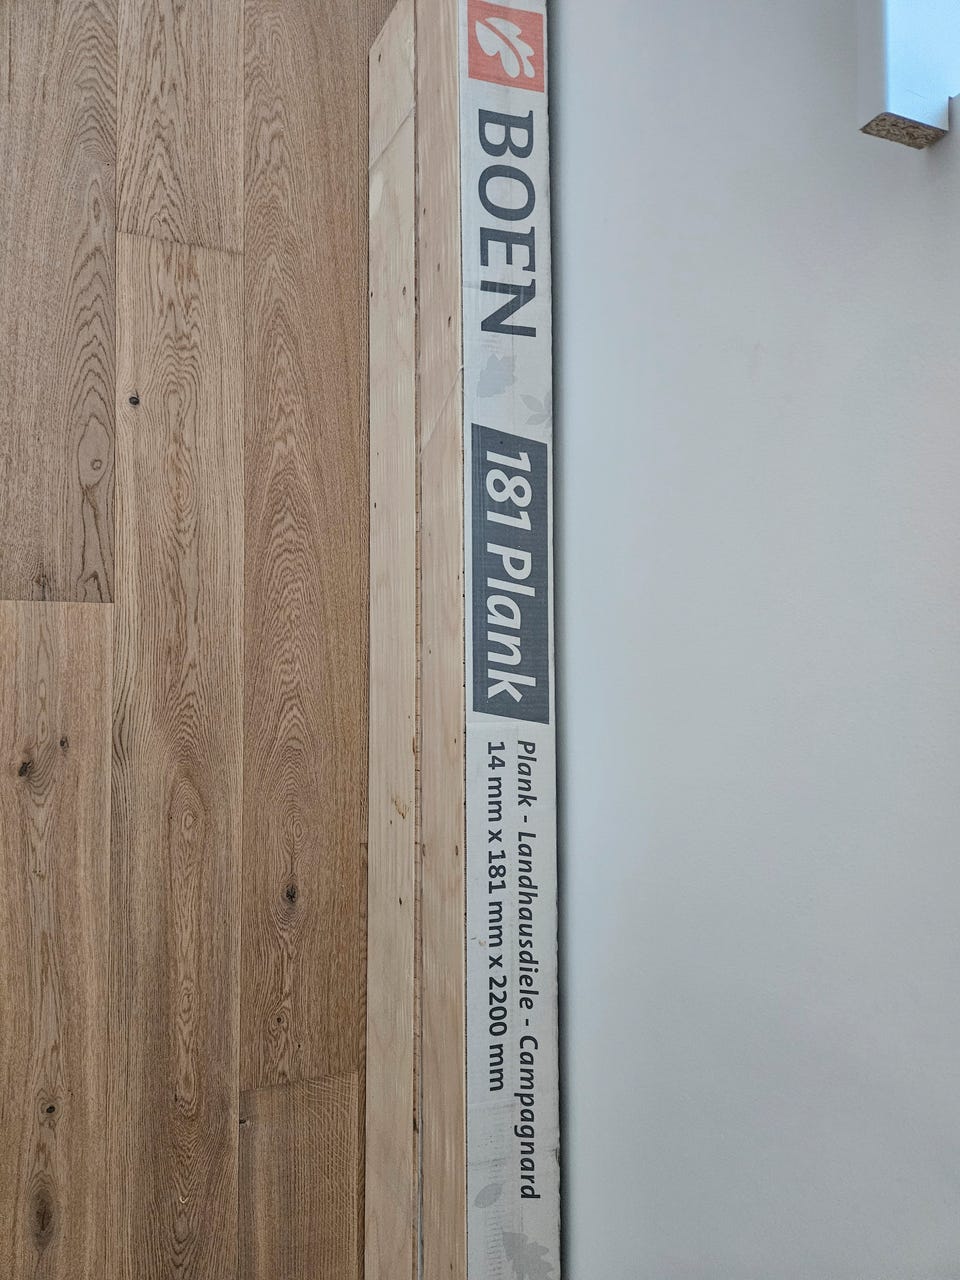 BOEN
181 Plank
Plank - Landhausdiele - Campagnard
14 mm x 181 mm x 2200 mm